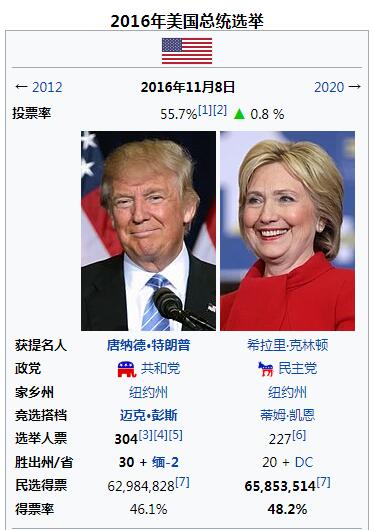 2016年美国总统选举
← 2012 2016年11月8日 2020 →
投票率 55.7%[1][2] ▲ 0.8 %
获提名人 唐纳德·特朗普 希拉里·克林顿
政党 共和党 民主党
家乡州 纽约州 纽约州
竞选搭档 迈克·彭斯 蒂姆·凯恩
选举人票 304[3][4][5] 227[6]
胜出州/省 30 + 缅-2 20 + DC
民选得票 62,984,828[7] 65,853,514[7]
得票率 46.1% 48.2%